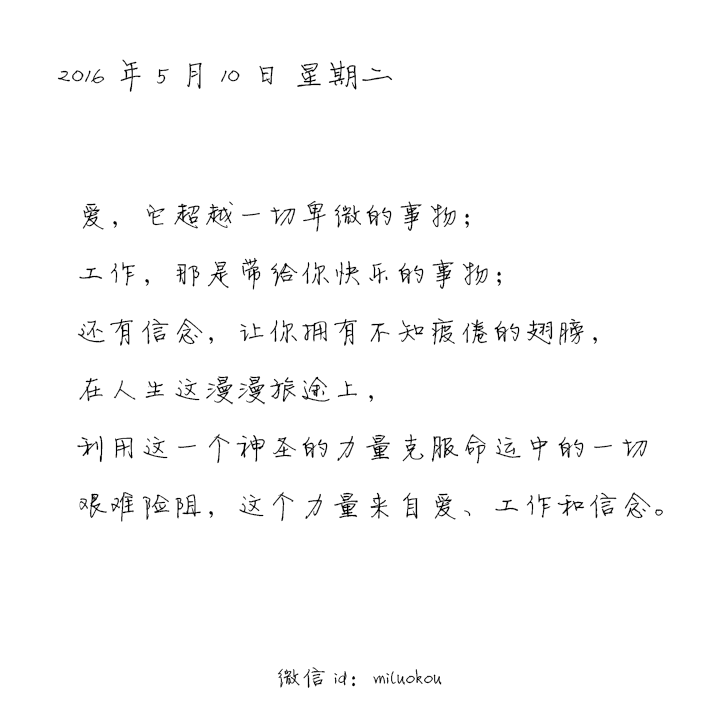 2016 年 5 月 10 日 星期二
爱，它超越一切卑微的事物；
工作，那是带给你快乐的事物；
还有信念，让你拥有不知疲倦的翅膀，
在人生这漫漫旅途上，
利用这一个神圣的力量克服命运中的一切
艰难险阻，这个力量来自爱、工作和信念。
微信 id：miluokou